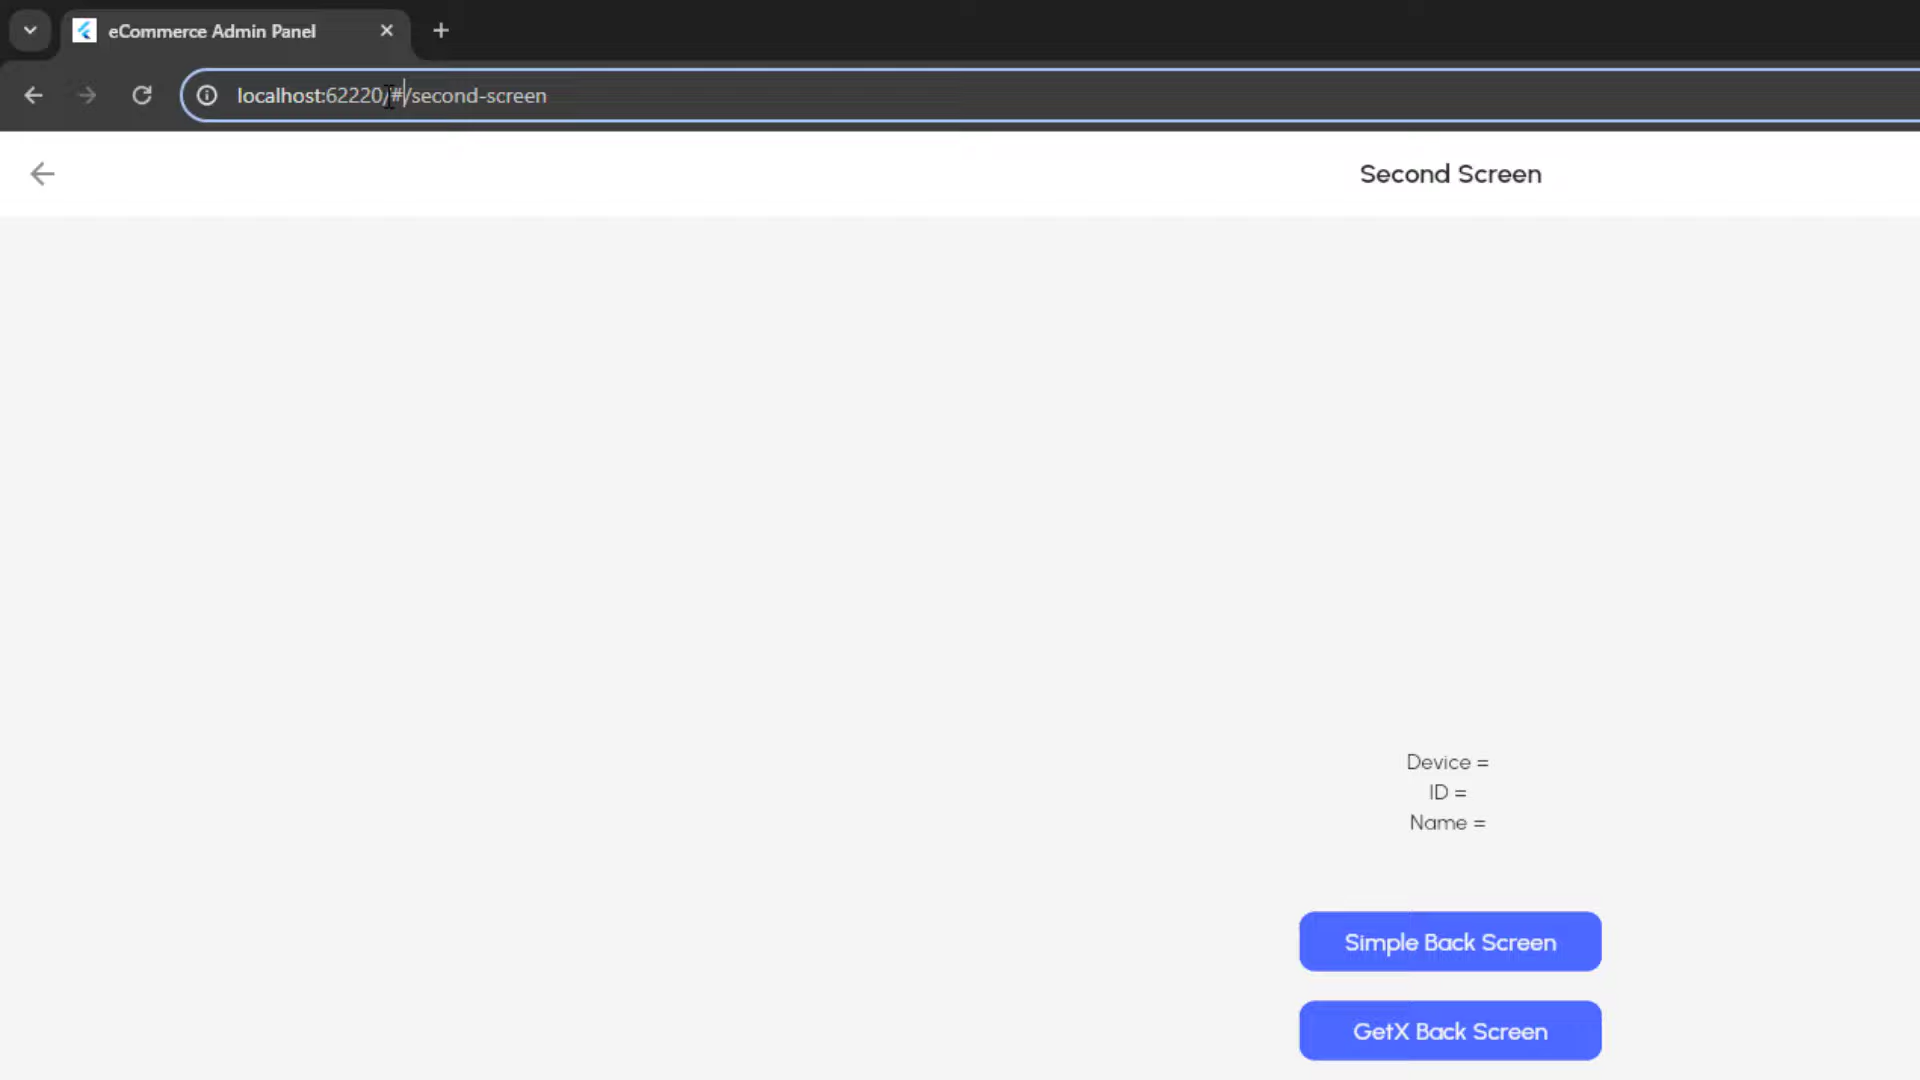 eCommerce Admin Panel
localhost:62220/#/second-screen
Second Screen
Device =
ID =
Name =
Simple Back Screen
GetX Back Screen